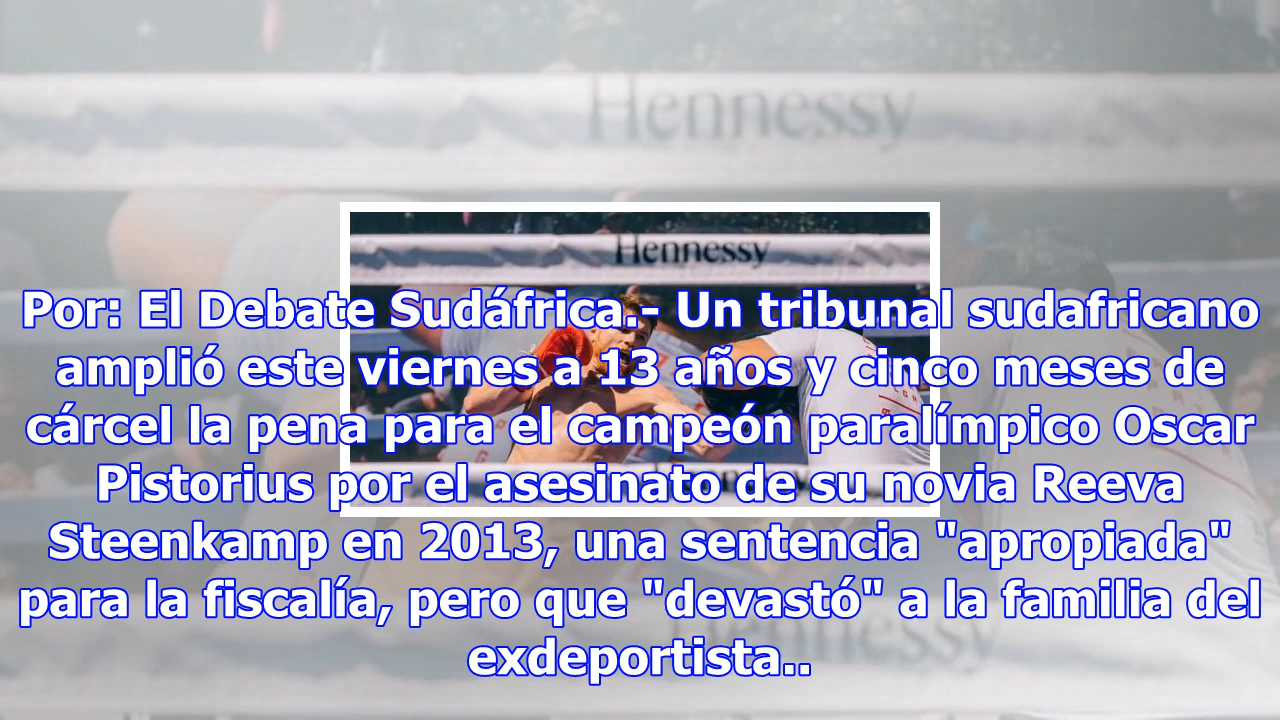 Hennessy
Hennessy
Por: El Debate Sudáfrica.- Un tribunal sudafricano
amplió este viernes a 13 años y cinco meses de
cárcel la pena para el campeón paralímpico Oscar
Pistorius por el asesinato de su novia Reeva
Steenkamp en 2013, una sentencia "apropiada"
para la fiscalía, pero que "devastó" a la familia del
exdeportista..